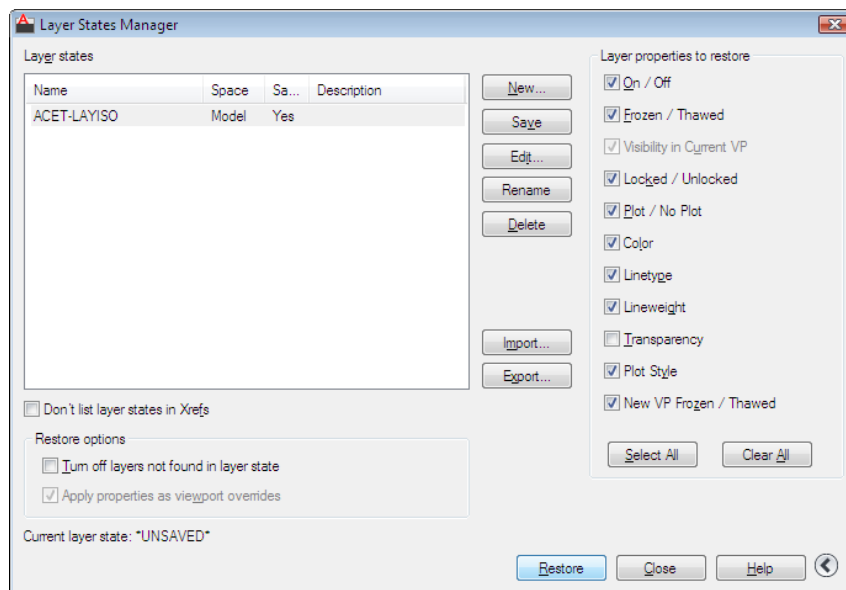 Layer States Manager
Layer states
Name Space Sa... Description
ACET-LAYISO Model Yes
New...
Save
Edit...
Rename
Delete
Import...
Export...
Don't list layer states in Xrefs
Restore options
Turn off layers not found in layer state
Apply properties as viewport overrides
Current layer state: *UNSAVED*
Layer properties to restore
On / Off
Frozen / Thawed
Visibility in Current VP
Locked / Unlocked
Plot / No Plot
Color
Linetype
Lineweight
Transparency
Plot Style
New VP Frozen / Thawed
Select All Clear All
Restore Close Help